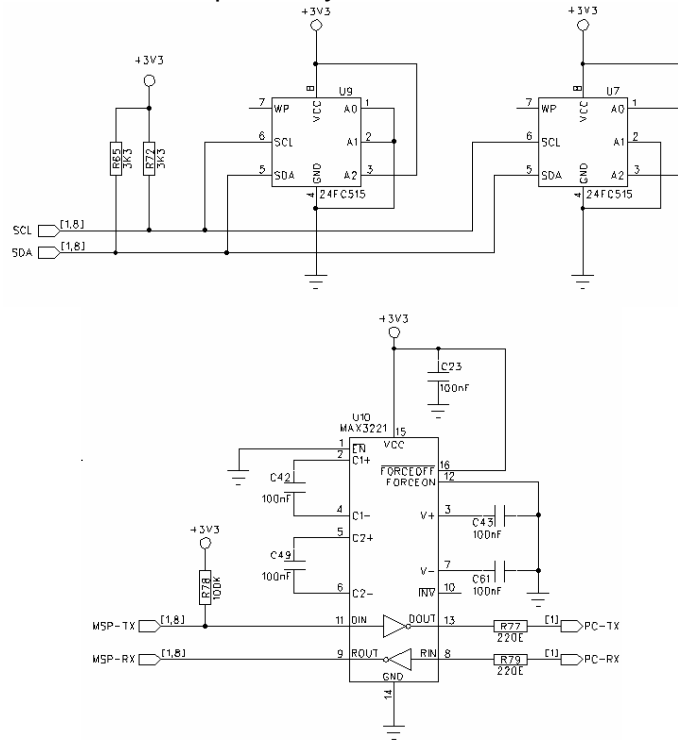 +3V3
+3V3
+3V3
U9
U7
7 WP
8
VCC
A0 1
6 SCL
A1 2
5 SDA
GND
A2 3
4
24FC515
7 WP
8
VCC
A0 1
6 SCL
A1 2
5 SDA
GND
A2 3
4
24FC515
R65
3K3
R72
3K3
SCL [1,8]
SDA [1,8]
+3V3
C23
100nF
U10
MAX3221
15
VCC
1 EN
2 C1+
FORCEOFF 16
FORCEON 12
C42
100nF
4 C1-
V+ 3
C43
100nF
5 C2+
+3V3
C49
100nF
V- 7
C61
100nF
6 C2-
INV 10
R78
100K
MSP-TX [1,8]
11 DIN
DOUT 13
R77
220E
[1] PC-TX
MSP-RX [1,8]
9 ROUT
RIN 8
R79
220E
[1] PC-RX
GND
14